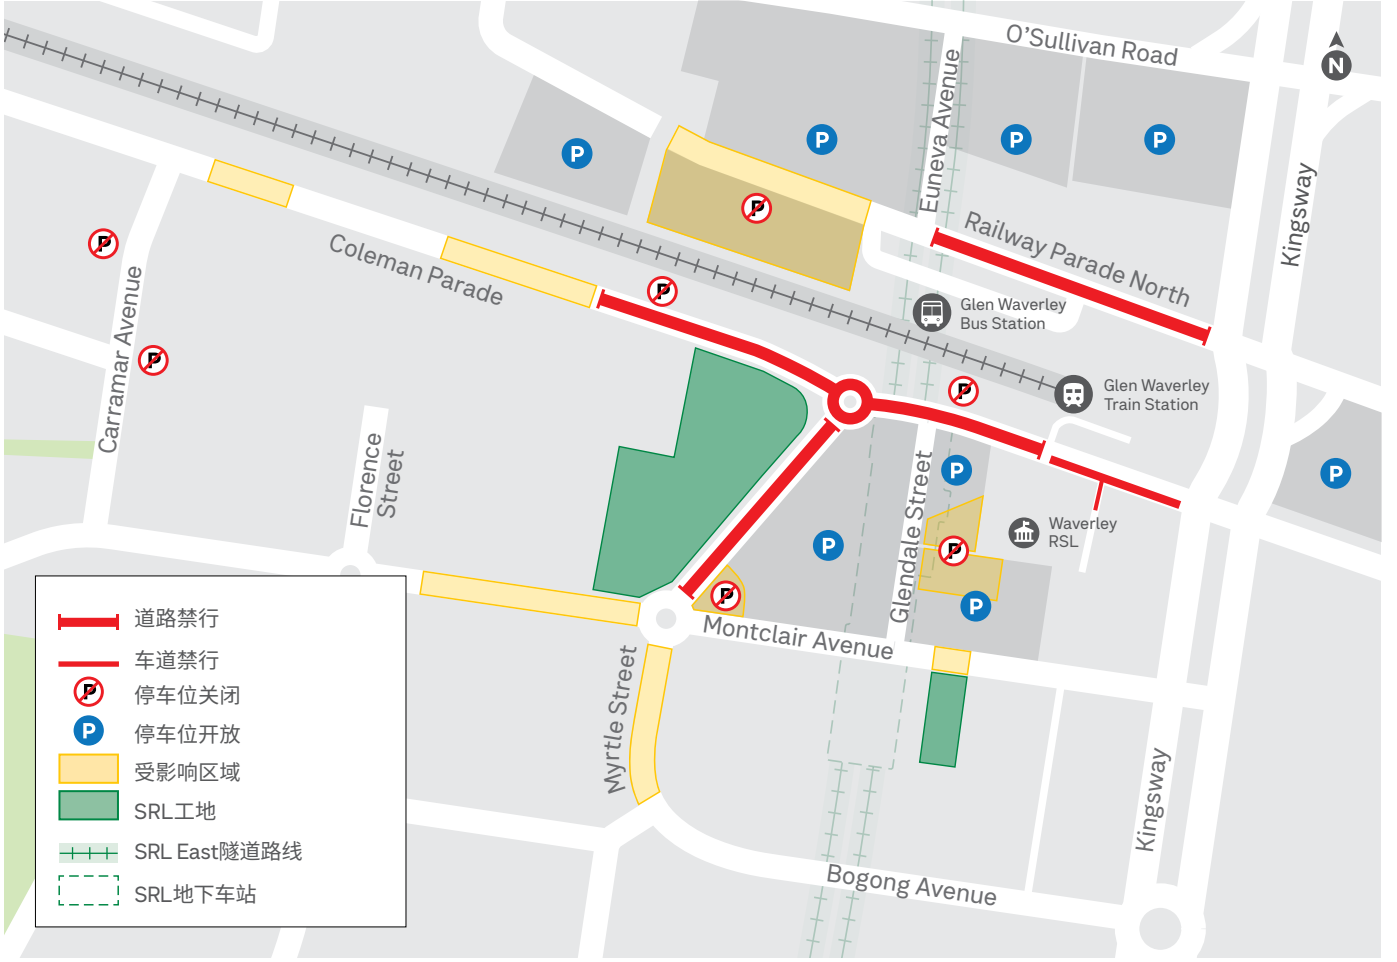 O’Sullivan Road
N
P
P
P
P
Euneva Avenue
Kingsway
P
Railway Parade North
P
Coleman Parade
P
Glen Waverley
Bus Station
Carramar Avenue
P
P
Glen Waverley
Train Station
Florence
Street
P
P
Glendale Street
Waverley
RSL
P
P
P
P
P
Montclair Avenue
Myrtle Street
Kingsway
Bogong Avenue
道路禁行
车道禁行
P 停车位关闭
P 停车位开放
受影响区域
SRL工地
SRL East隧道路线
SRL地下车站